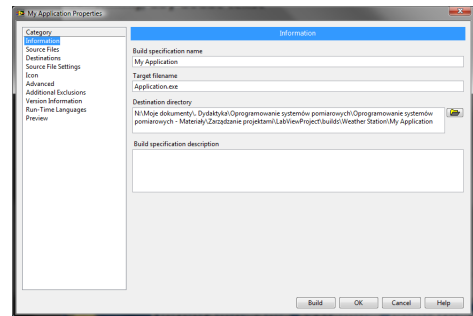 My Application Properties
Category
Information
Source Files
Destinations
Source File Settings
Icon
Advanced
Additional Exclusions
Version Information
Run-Time Languages
Preview
Information
Build specification name
My Application
Target filename
Application.exe
Destination directory
N:\Moje dokumenty\. Dydaktyka\Oprogramowanie systemów pomiarowych\Oprogramowanie systemów
pomiarowych - Materiały\Zarządzanie projektami\LabViewProject\builds\Weather Station\My Application
Build specification description
Build
OK
Cancel
Help